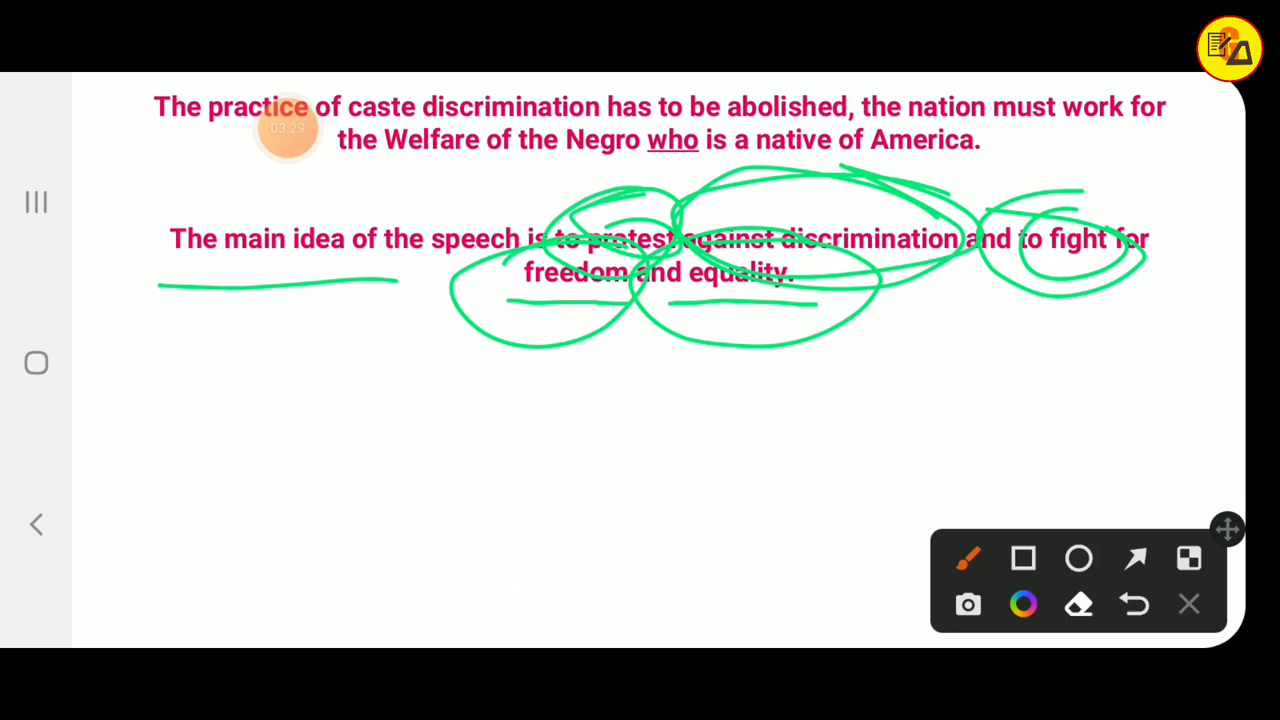 The practice of caste discrimination has to be abolished, the nation must work for
03:29
the Welfare of the Negro who is a native of America.
The main idea of the speech is to protest against discrimination and to fight for
freedom and equality.